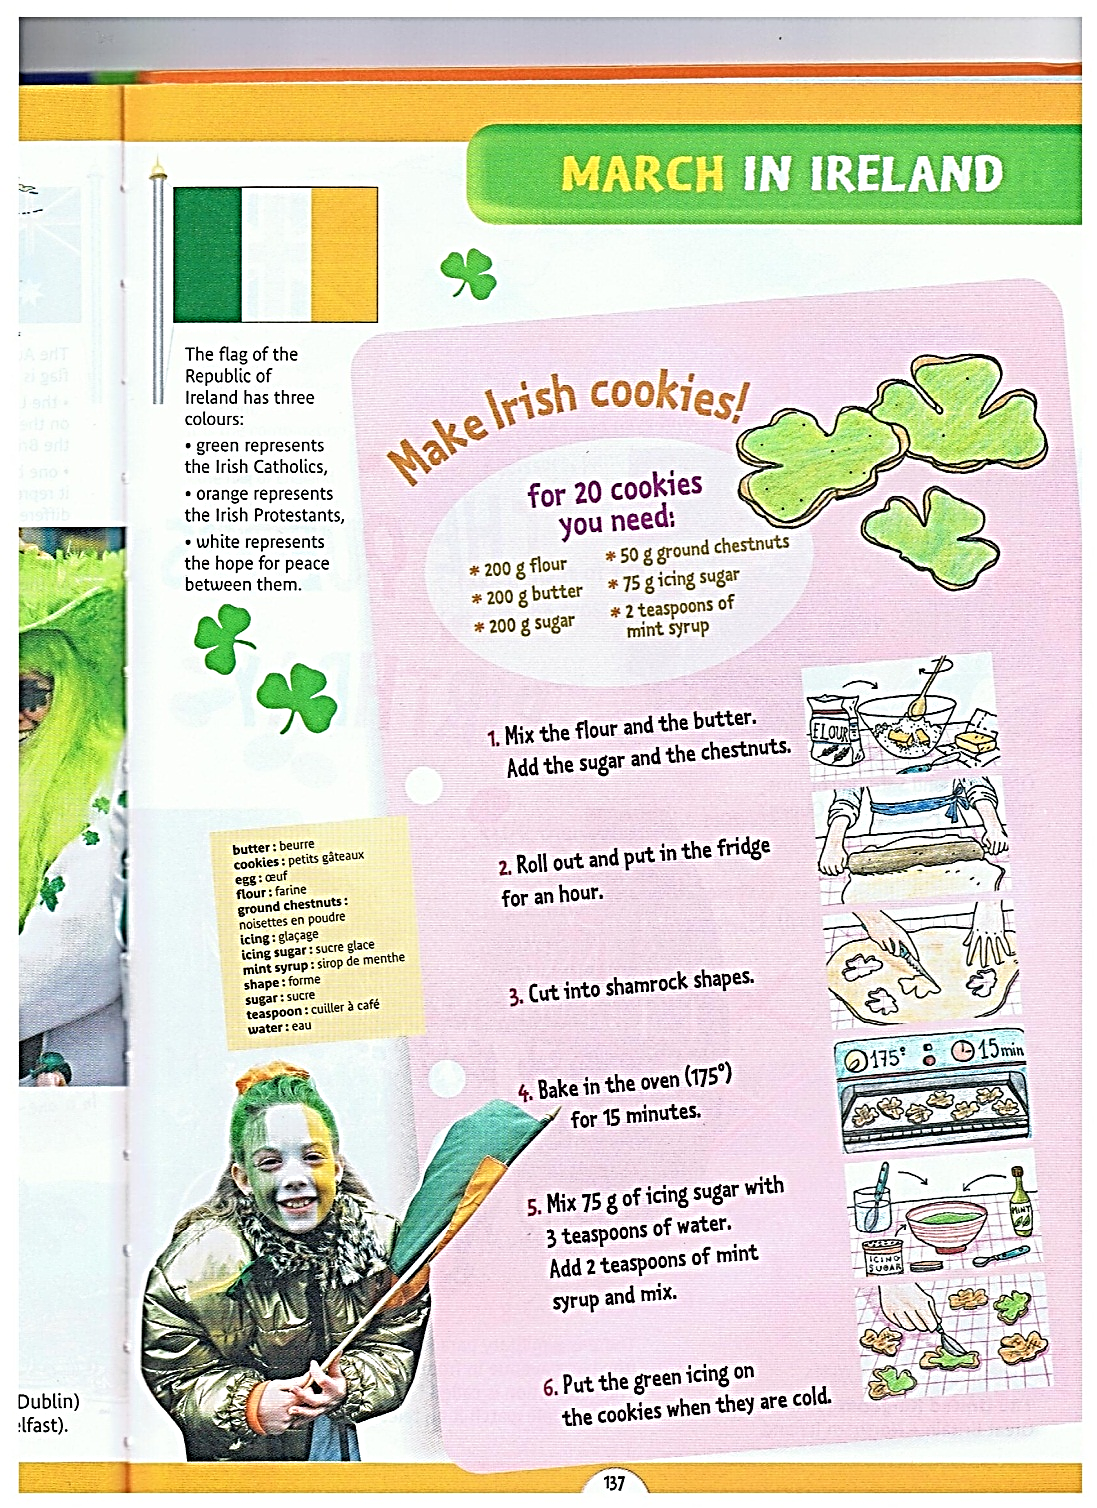 MARCH IN IRELAND
The flag of the
Republic of
Ireland has three
colours:
• green represents
the Irish Catholics,
• orange represents
the Irish Protestants,
• white represents
the hope for peace
between them.
Make Irish cookies!
for 20 cookies
you need:
* 200 g flour
* 200 g butter
* 200 g sugar
* 50 g ground chestnuts
* 75 g icing sugar
* 2 teaspoons of
mint syrup
1. Mix the flour and the butter.
Add the sugar and the chestnuts.
FLOUR
2. Roll out and put in the fridge
for an hour.
3. Cut into shamrock shapes.
4. Bake in the oven (175°)
for 15 minutes.
175° 15 min
5. Mix 75 g of icing sugar with
3 teaspoons of water.
Add 2 teaspoons of mint
syrup and mix.
MINT
ICING
SUGAR
6. Put the green icing on
the cookies when they are cold.
butter : beurre
cookies : petits gâteaux
egg : œuf
flour : farine
ground chestnuts :
noisettes en poudre
icing : glaçage
icing sugar : sucre glace
mint syrup : sirop de menthe
shape : forme
sugar : sucre
teaspoon : cuiller à café
water : eau
Dublin)
elfast).
137